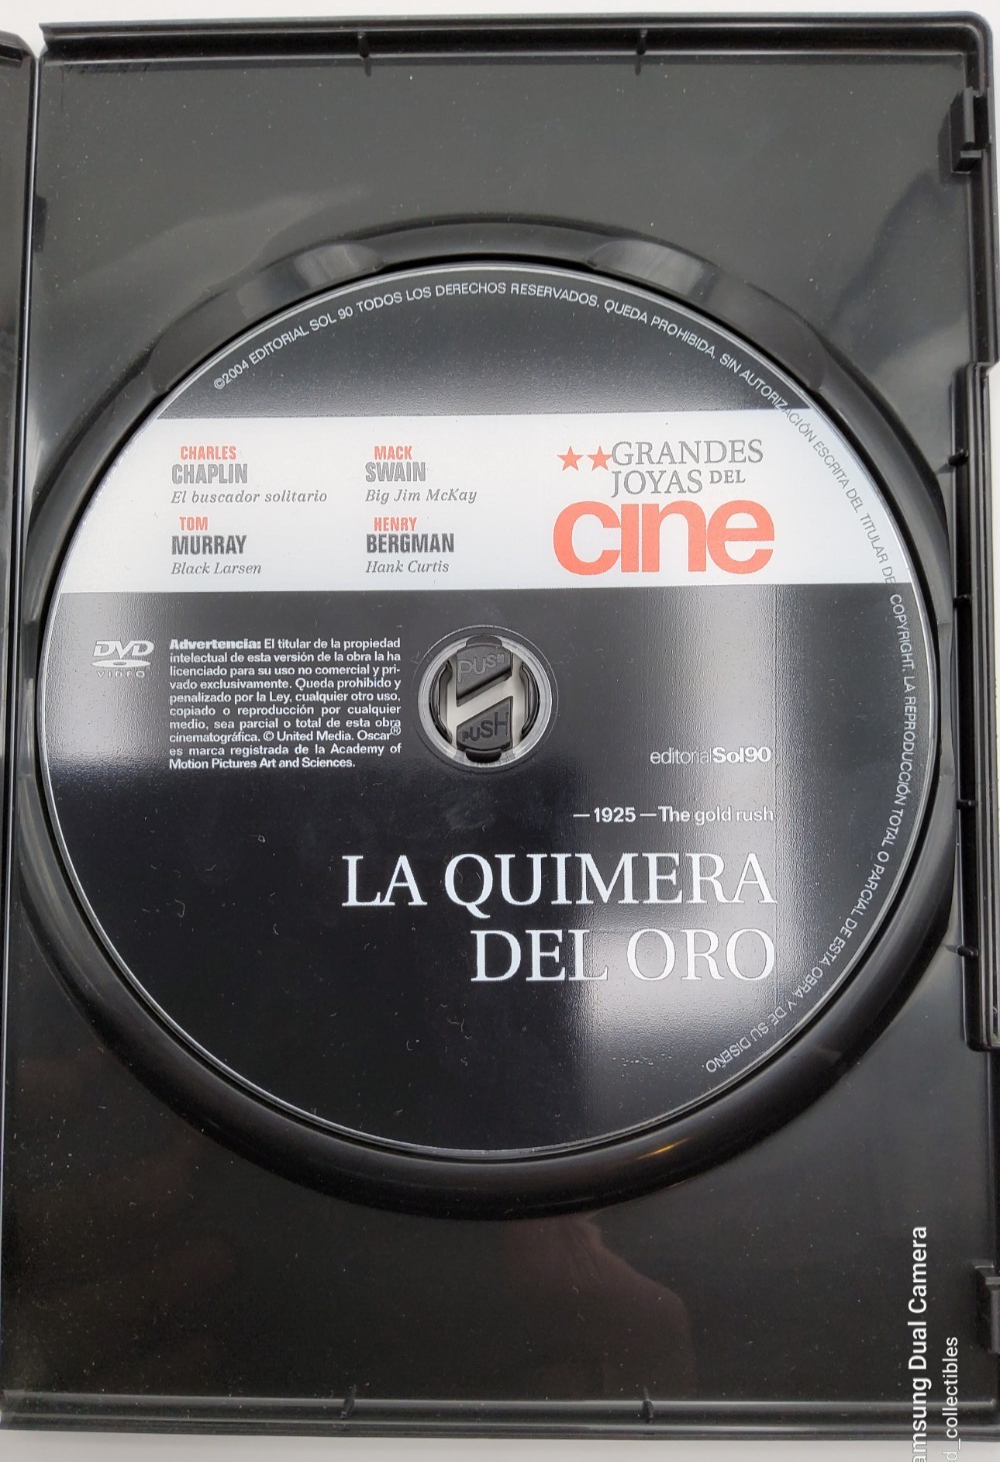 ©2004 EDITORIAL SOL 90 TODOS LOS DERECHOS RESERVADOS. QUEDA PROHIBIDA, SIN AUTORIZACIÓN ESCRITA DEL TITULAR DE COPYRIGHT. LA REPRODUCCIÓN TOTAL O PARCIAL DE ESTA OBRA Y DE SU DISEÑO.
CHARLES
CHAPLIN
El buscador solitario
MACK
SWAIN
Big Jim McKay
TOM
MURRAY
Black Larsen
HENRY
BERGMAN
Hank Curtis
GRANDES
JOYAS DEL
cine
DVD
VIDEO
Advertencia: El titular de la propiedad
intelectual de esta versión de la obra la ha
licenciado para su uso no comercial y pri-
vado exclusivamente. Queda prohibido y
penalizado por la Ley, cualquier otro uso,
copiado o reproducción por cualquier
medio, sea parcial o total de esta obra
cinematográfica. © United Media. Oscar®
es marca registrada de la Academy of
Motion Pictures Art and Sciences.
PUSH
PUSH
editorialSol90
—1925—The gold rush
LA QUIMERA
DEL ORO
amsung Dual Camera
d_collectibles